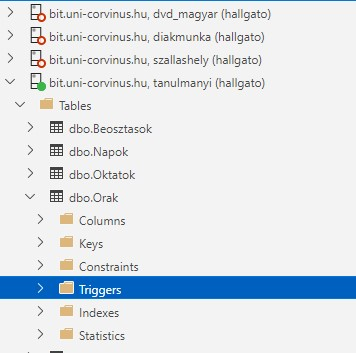 bit.uni-corvinus.hu, dvd_magyar (hallgato)
bit.uni-corvinus.hu, diakmunka (hallgato)
bit.uni-corvinus.hu, szallashely (hallgato)
bit.uni-corvinus.hu, tanulmanyi (hallgato)
Tables
dbo.Beosztasok
dbo.Napok
dbo.Oktatok
dbo.Orak
Columns
Keys
Constraints
Triggers
Indexes
Statistics